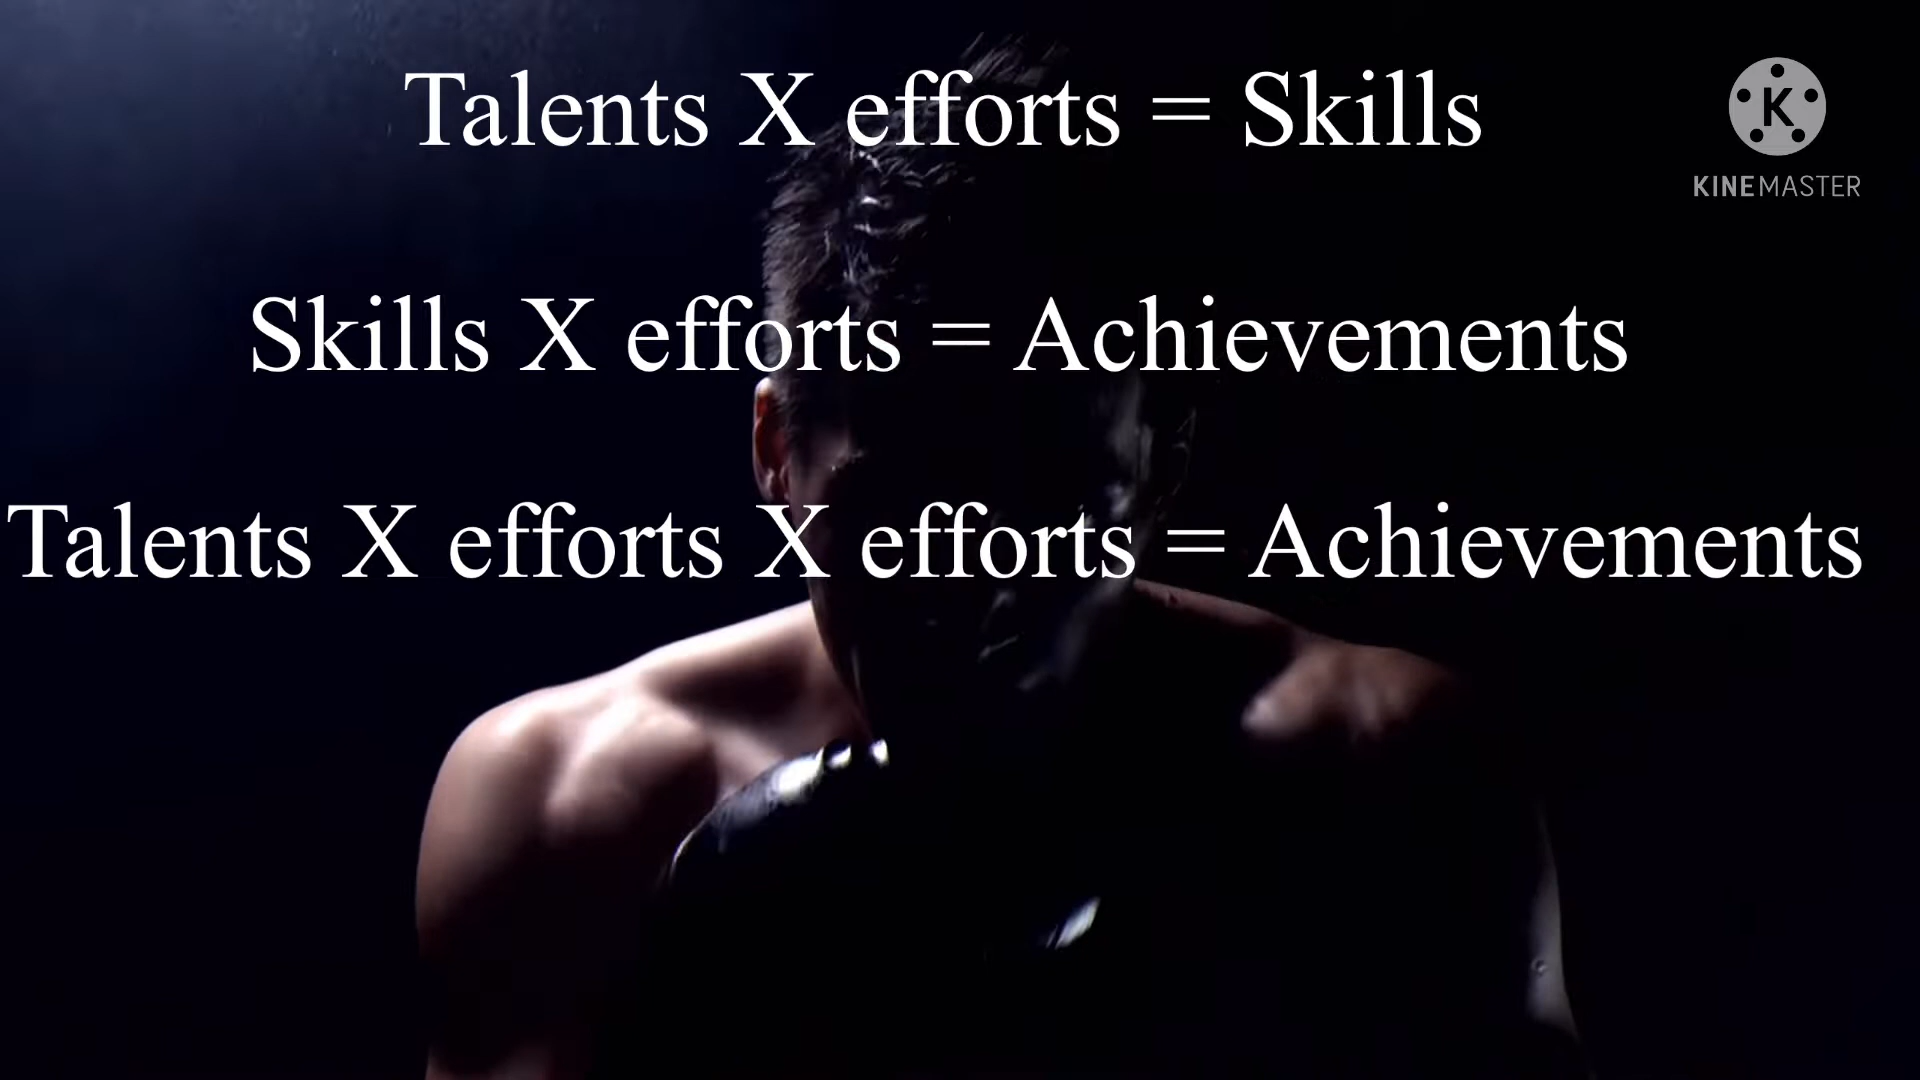 Talents X efforts = Skills
K
KINEMASTER
Skills X efforts = Achievements
Talents X efforts X efforts = Achievements